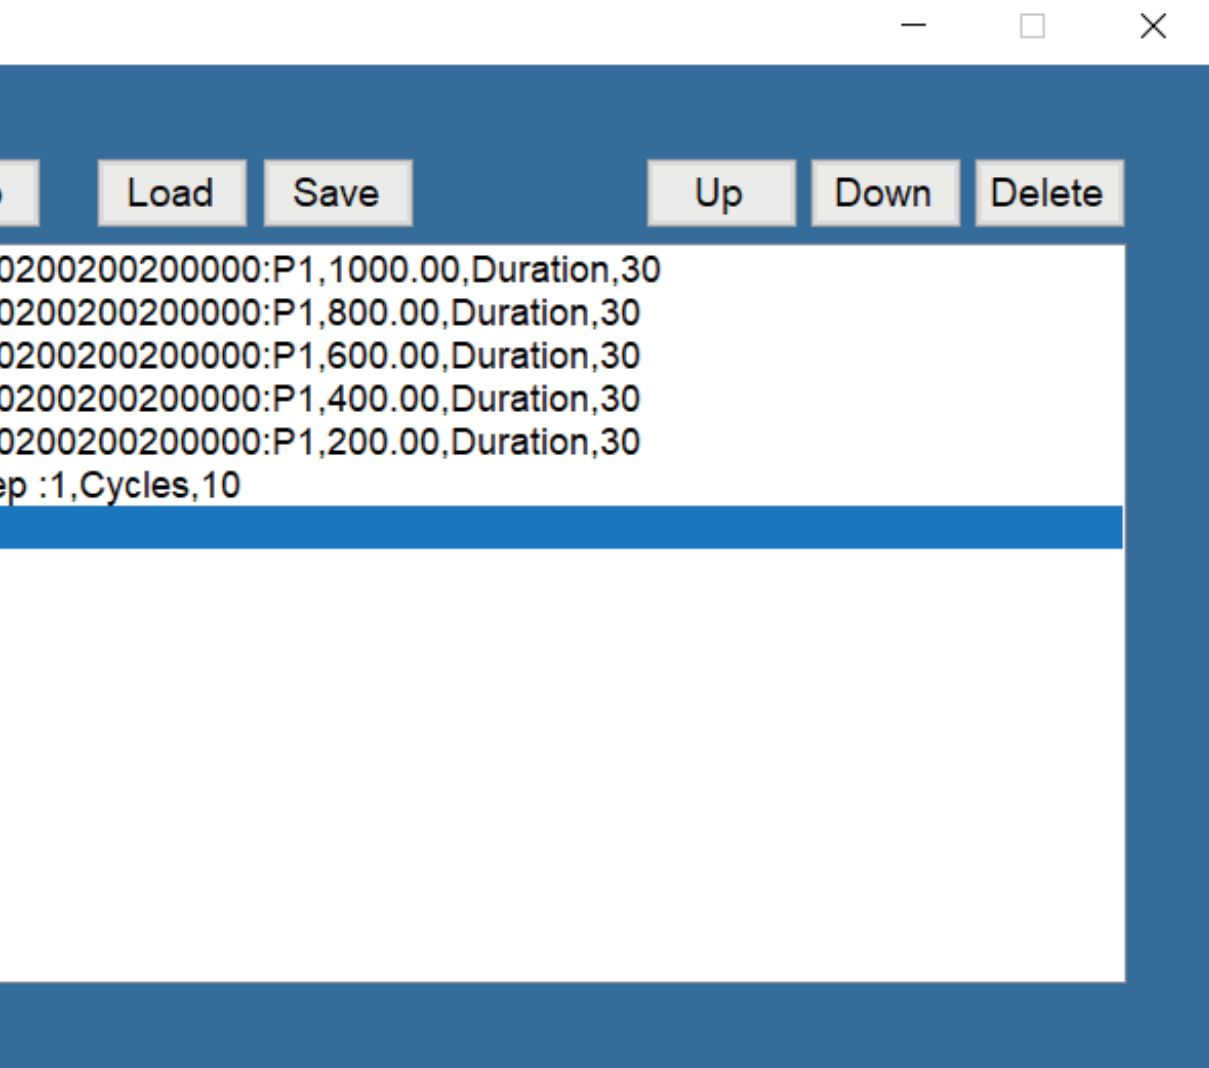 Load Save Up Down Delete
0200200200000:P1,1000.00,Duration,30
0200200200000:P1,800.00,Duration,30
0200200200000:P1,600.00,Duration,30
0200200200000:P1,400.00,Duration,30
0200200200000:P1,200.00,Duration,30
ep :1,Cycles,10